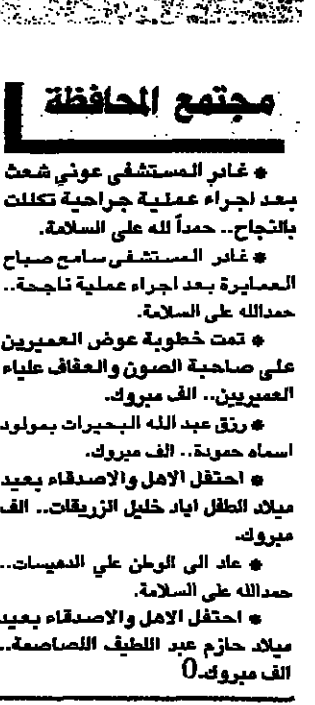 مجتمع المحافظة
* غادر المستشفى عوني شعث
بعد اجراء عملية جراحية تكللت
بالنجاح.. حمداً لله على السلامة.
* غادر المستشفى سامح صباح
العمايرة بعد اجراء عملية ناجحة..
حمدالله على السلامة.
* تمت خطوبة عوض العميرين
على صاحبة الصون والعفاف علياء
العميريين.. الف مبروك.
* رزق عبد الله البحيرات بمولود
اسماه حمودة.. الف مبروك.
* احتفل الاهل والاصدقاء بعيد
ميلاد الطفل اياد خليل الزريقات.. الف
مبروك.
* عاد الى الوطن علي الدهيسات..
حمدالله على السلامة.
* احتفل الاهل والاصدقاء بعيد
ميلاد حازم عبد اللطيف اللصاصمة..
الف مبروك.0